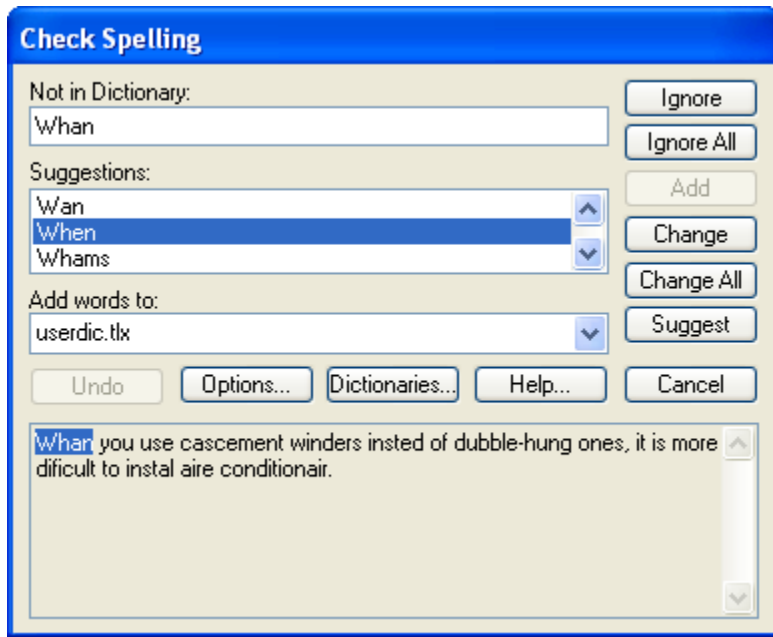 Check Spelling
Not in Dictionary:
Whan
Ignore
Ignore All
Suggestions:
Wan
When
Whams
Add
Change
Change All
Add words to:
userdic.tlx
Suggest
Undo
Options...
Dictionaries...
Help...
Cancel
Whan you use cascement winders insted of dubble-hung ones, it is more
dificult to instal aire conditionair.